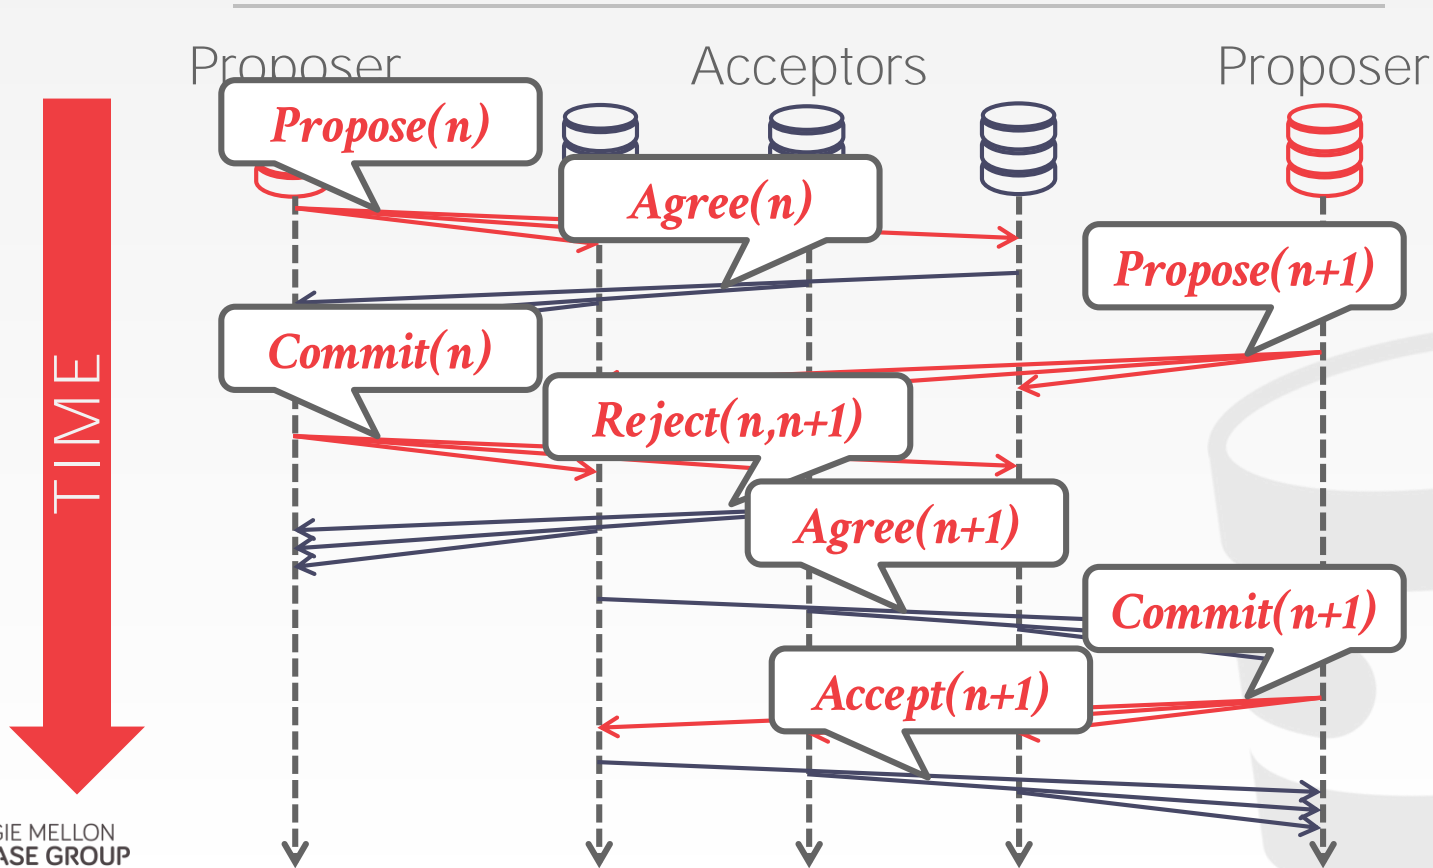 Proposer
Acceptors
Proposer
Propose(n)
Agree(n)
Propose(n+1)
Commit(n)
Reject(n,n+1)
Agree(n+1)
Commit(n+1)
Accept(n+1)
TIME
GIE MELLON
ASE GROUP